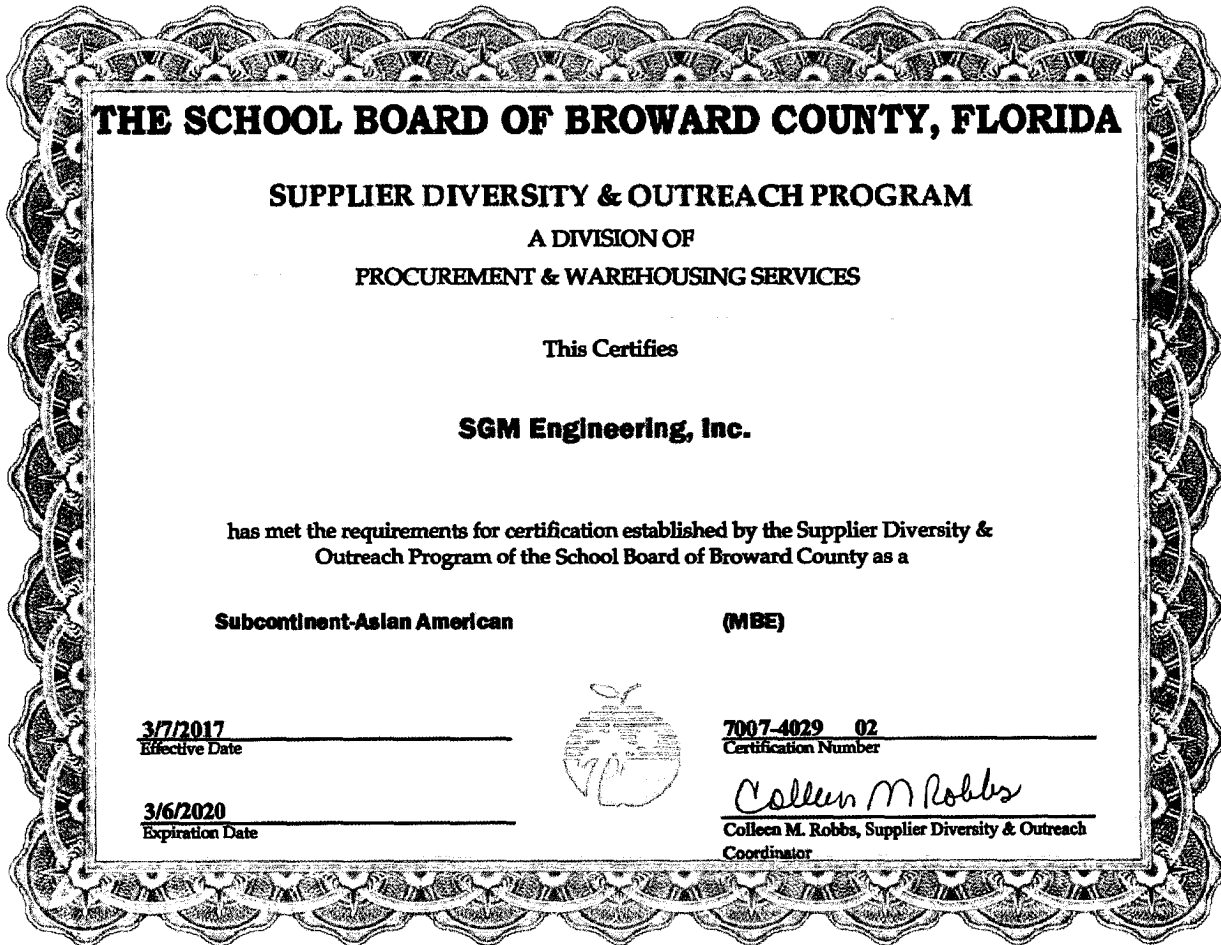 THE SCHOOL BOARD OF BROWARD COUNTY, FLORIDA
SUPPLIER DIVERSITY & OUTREACH PROGRAM
A DIVISION OF
PROCUREMENT & WAREHOUSING SERVICES
This Certifies
SGM Engineering, Inc.
has met the requirements for certification established by the Supplier Diversity &
Outreach Program of the School Board of Broward County as a
Subcontinent-Asian American (MBE)
3/7/2017
Effective Date
7007-4029 02
Certification Number
3/6/2020
Expiration Date
Colleen M Robbs
Colleen M. Robbs, Supplier Diversity & Outreach
Coordinator